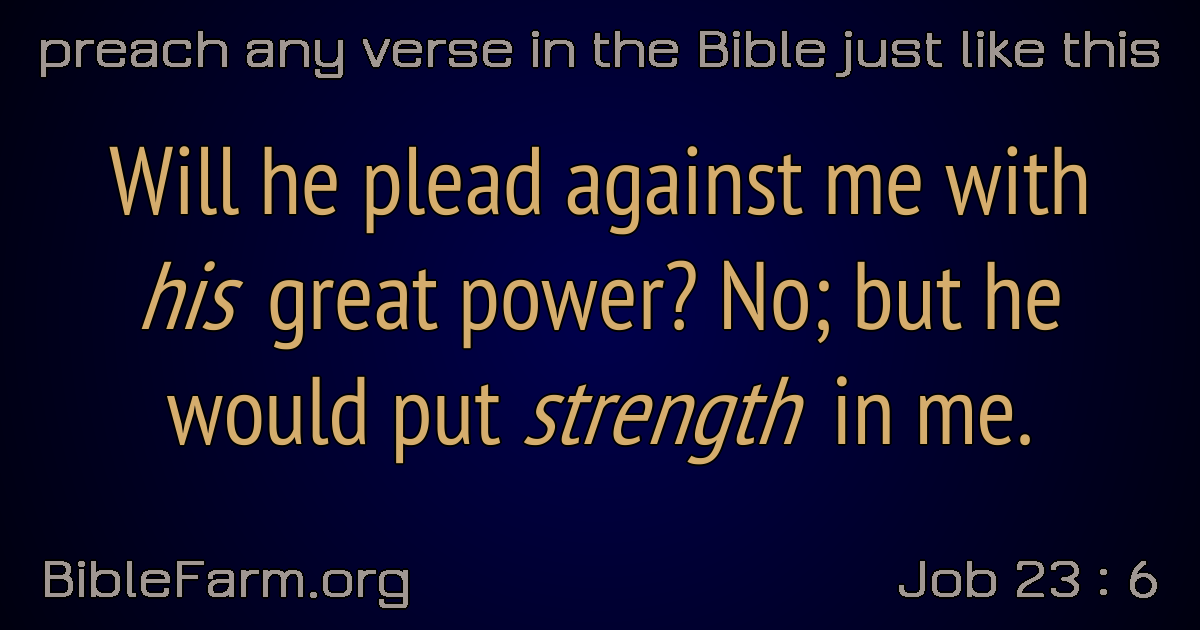 preach any verse in the Bible just like this
Will he plead against me with
his great power? No; but he
would put strength in me.
BibleFarm.org
Job 23 : 6